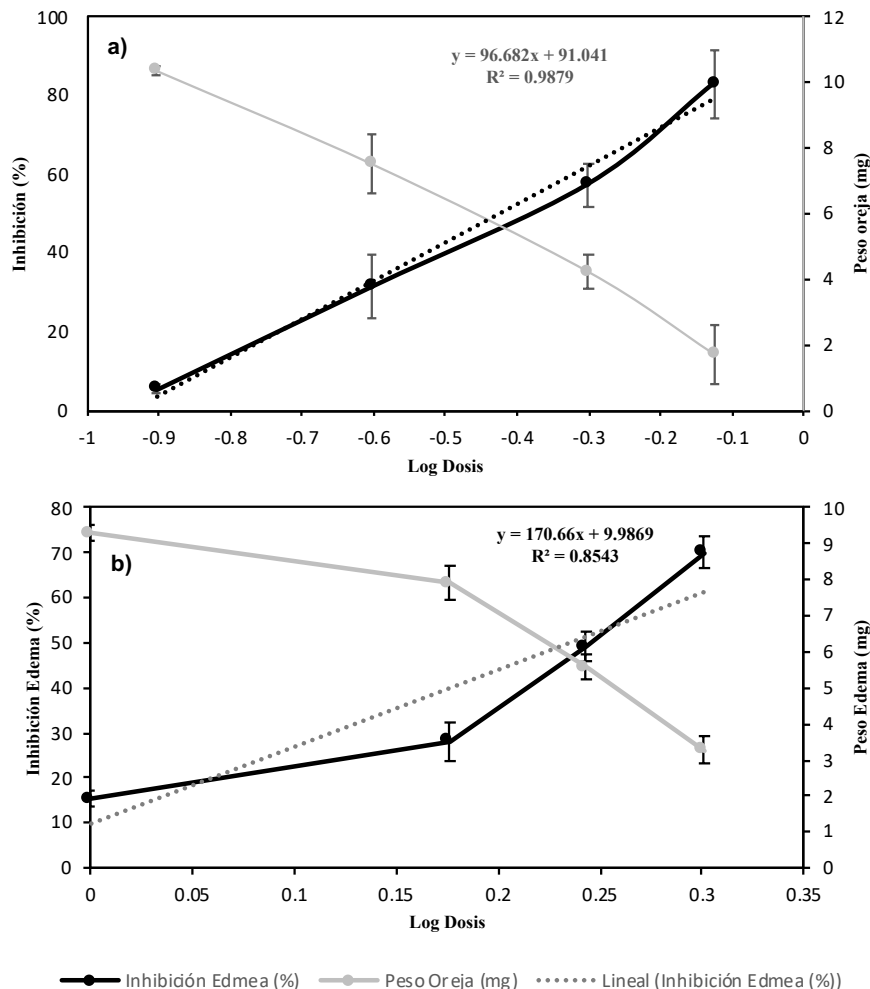 a)
y = 96.682x + 91.041
R² = 0.9879
Inhibición (%)
100
80
60
40
20
0
Peso oreja (mg)
12
10
8
6
4
2
0
-1 -0.9 -0.8 -0.7 -0.6 -0.5 -0.4 -0.3 -0.2 -0.1 0
Log Dosis
b)
y = 170.66x + 9.9869
R² = 0.8543
Inhibición Edema (%)
80
70
60
50
40
30
20
10
0
Peso Edema (mg)
10
9
8
7
6
5
4
3
2
1
0
0 0.05 0.1 0.15 0.2 0.25 0.3 0.35
Log Dosis
Inhibición Edmea (%) Peso Oreja (mg) Lineal (Inhibición Edmea (%))